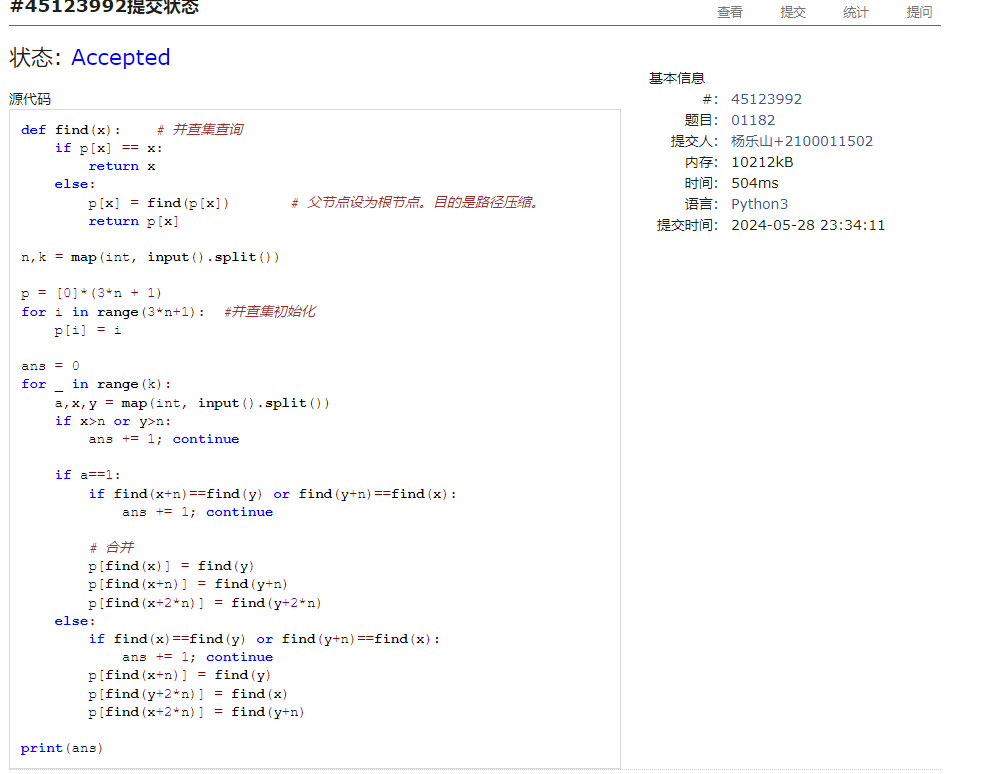 #45123992提交状态
查看 提交 统计 提问
状态: Accepted
源代码
def find(x):    # 并查集查询
    if p[x] == x:
        return x
    else:
        p[x] = find(p[x])        # 父节点设为根节点。目的是路径压缩。
        return p[x]
n,k = map(int, input().split())
p = [0]*(3*n + 1)
for i in range(3*n+1):  #并查集初始化
    p[i] = i
ans = 0
for _ in range(k):
    a,x,y = map(int, input().split())
    if x>n or y>n:
        ans += 1; continue
    if a==1:
        if find(x+n)==find(y) or find(y+n)==find(x):
            ans += 1; continue
        # 合并
        p[find(x)] = find(y)
        p[find(x+n)] = find(y+n)
        p[find(x+2*n)] = find(y+2*n)
    else:
        if find(x)==find(y) or find(y+n)==find(x):
            ans += 1; continue
        p[find(x+n)] = find(y)
        p[find(y+2*n)] = find(x)
        p[find(x+2*n)] = find(y+n)
print(ans)
基本信息
#: 45123992
题目: 01182
提交人: 杨乐山+2100011502
内存: 10212kB
时间: 504ms
语言: Python3
提交时间: 2024-05-28 23:34:11